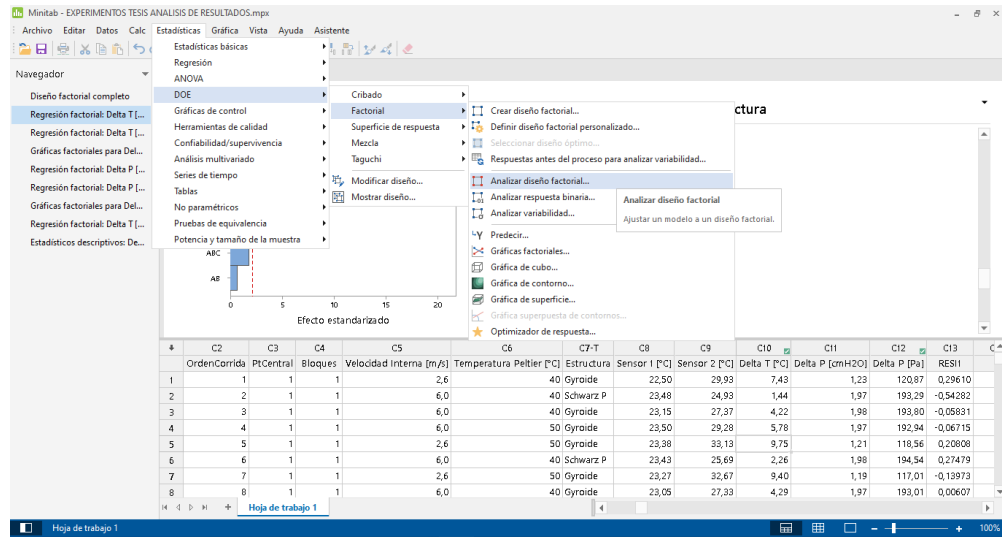 Minitab - EXPERIMENTOS TESIS ANALISIS DE RESULTADOS.mpx
Archivo Editar Datos Calc Estadísticas Gráfica Vista Ayuda Asistente
Navegador
Diseño factorial completo
Regresión factorial: Delta T [...
Regresión factorial: Delta T [...
Gráficas factoriales para Del...
Regresión factorial: Delta P [...
Regresión factorial: Delta P [...
Gráficas factoriales para Del...
Regresión factorial: Delta T [...
Estadísticos descriptivos: De...
Estadísticas básicas
Regresión
ANOVA
DOE
Gráficas de control
Herramientas de calidad
Confiabilidad/supervivencia
Análisis multivariado
Series de tiempo
Tablas
No paramétricos
Pruebas de equivalencia
Potencia y tamaño de la muestra
Cribado
Factorial
Superficie de respuesta
Mezcla
Taguchi
Modificar diseño...
Mostrar diseño...
Crear diseño factorial...
Definir diseño factorial personalizado...
Seleccionar diseño óptimo...
Respuestas antes del proceso para analizar variabilidad...
Analizar diseño factorial...
Analizar respuesta binaria...
Analizar variabilidad...
Predecir...
Gráficas factoriales...
Gráfica de cubo...
Gráfica de contorno...
Gráfica de superficie...
Gráfica superpuesta de contornos...
Optimizador de respuesta...
Analizar diseño factorial
Ajustar un modelo a un diseño factorial.
ctura
ABC
AB
0 5 10 15 20
Efecto estandarizado
C2 C3 C4 C5 C6 C7-T C8 C9 C10 C11 C12 C13
OrdenCorrida PtCentral Bloques Velocidad Interna [m/s] Temperatura Peltier [°C] Estructura Sensor 1 [°C] Sensor 2 [°C] Delta T [°C] Delta P [cmH2O] Delta P [Pa] RESI1
1 1 1 1 2,6 40 Gyroide 22,50 29,93 7,43 1,23 120,87 0,29610
2 2 1 1 6,0 40 Schwarz P 23,48 24,93 1,44 1,97 193,29 -0,54282
3 3 1 1 6,0 40 Gyroide 23,15 27,37 4,22 1,98 193,80 -0,05831
4 4 1 1 6,0 50 Gyroide 23,50 29,28 5,78 1,97 192,94 -0,06715
5 5 1 1 2,6 50 Gyroide 23,38 33,13 9,75 1,21 118,56 0,20808
6 6 1 1 6,0 40 Schwarz P 23,43 25,69 2,26 1,98 194,54 0,27479
7 7 1 1 2,6 50 Gyroide 23,27 32,67 9,40 1,19 117,01 -0,13973
8 8 1 1 6,0 40 Gyroide 23,05 27,33 4,29 1,97 193,01 0,00607
Hoja de trabajo 1
Hoja de trabajo 1
100%